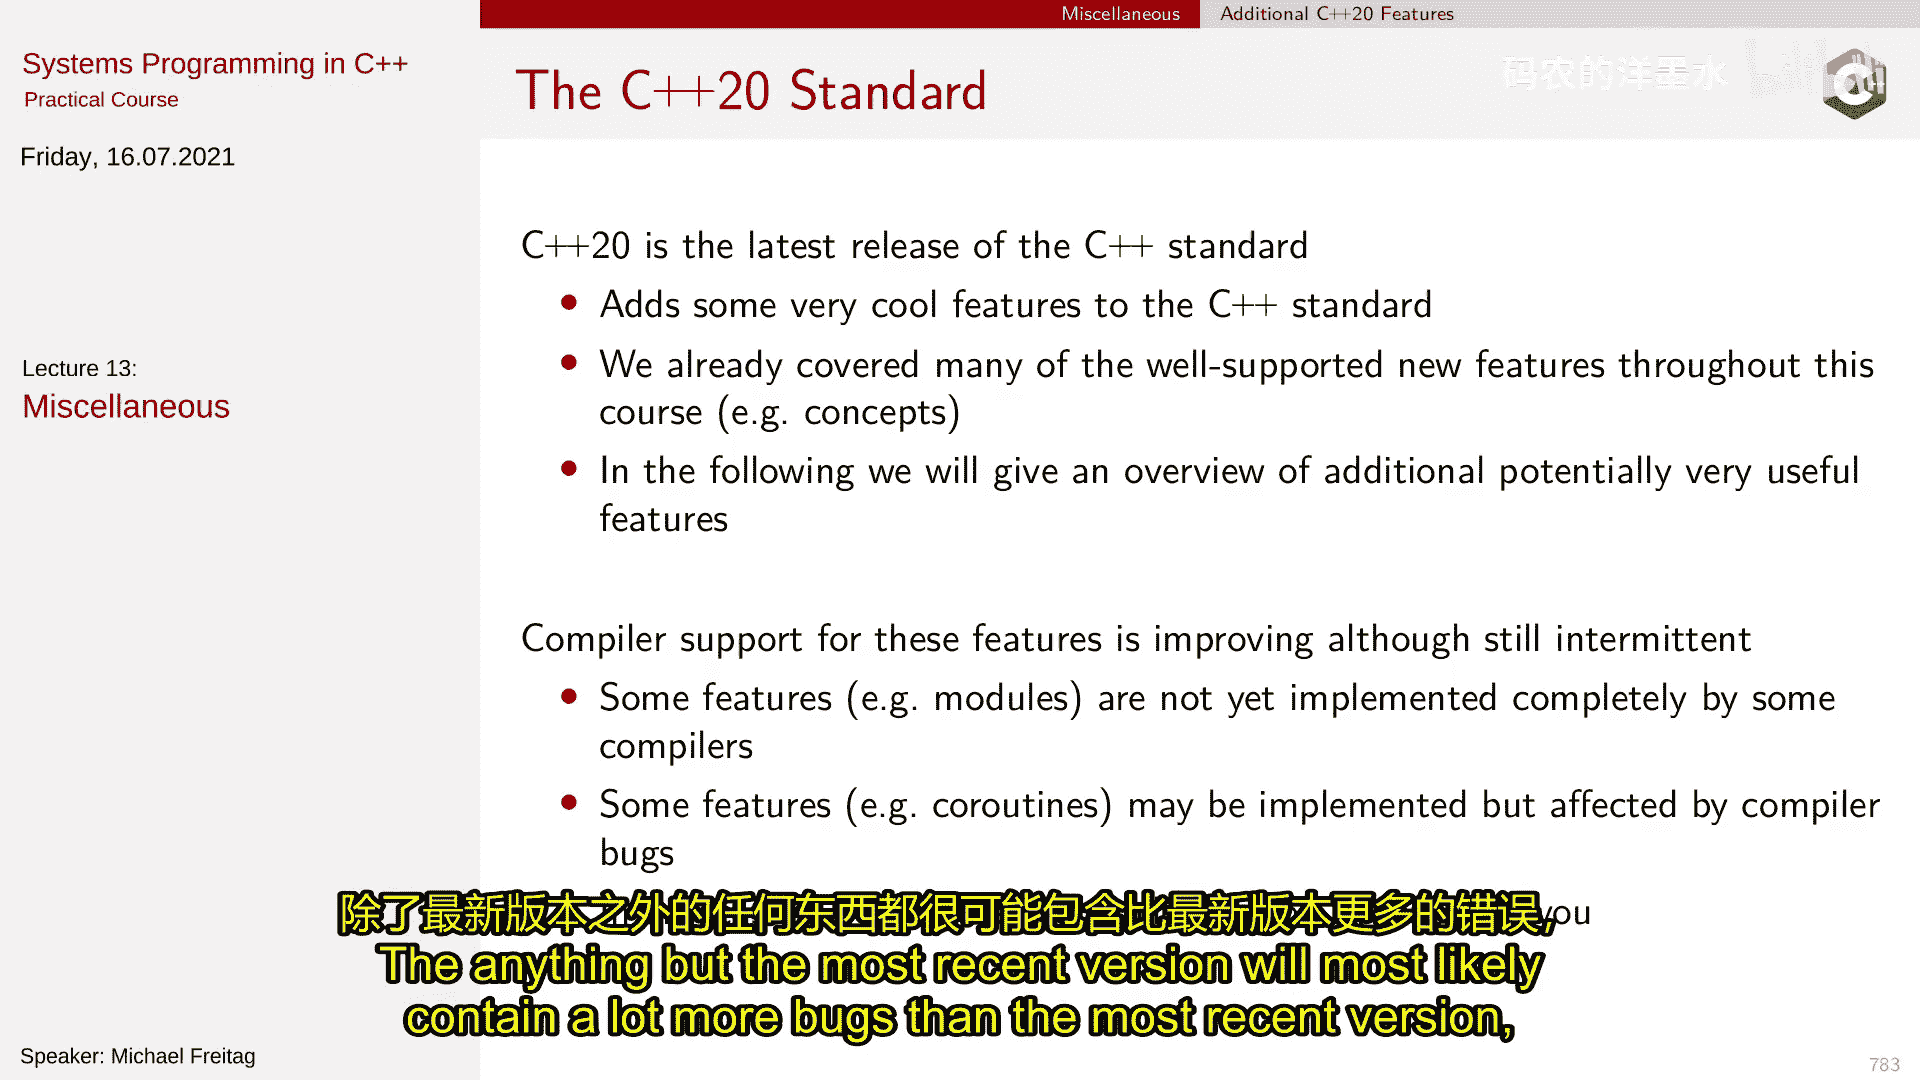 Miscellaneous
Additional C++20 Features
Systems Programming in C++
Practical Course
Friday, 16.07.2021
Lecture 13:
Miscellaneous
The C++20 Standard
码农的洋墨水
C++20 is the latest release of the C++ standard
• Adds some very cool features to the C++ standard
• We already covered many of the well-supported new features throughout this
course (e.g. concepts)
• In the following we will give an overview of additional potentially very useful
features
Compiler support for these features is improving although still intermittent
• Some features (e.g. modules) are not yet implemented completely by some
compilers
• Some features (e.g. coroutines) may be implemented but affected by compiler
bugs
you
除了最新版本之外的任何东西都很可能包含比最新版本更多的错误,
The anything but the most recent version will most likely
contain a lot more bugs than the most recent version,
Speaker: Michael Freitag
783